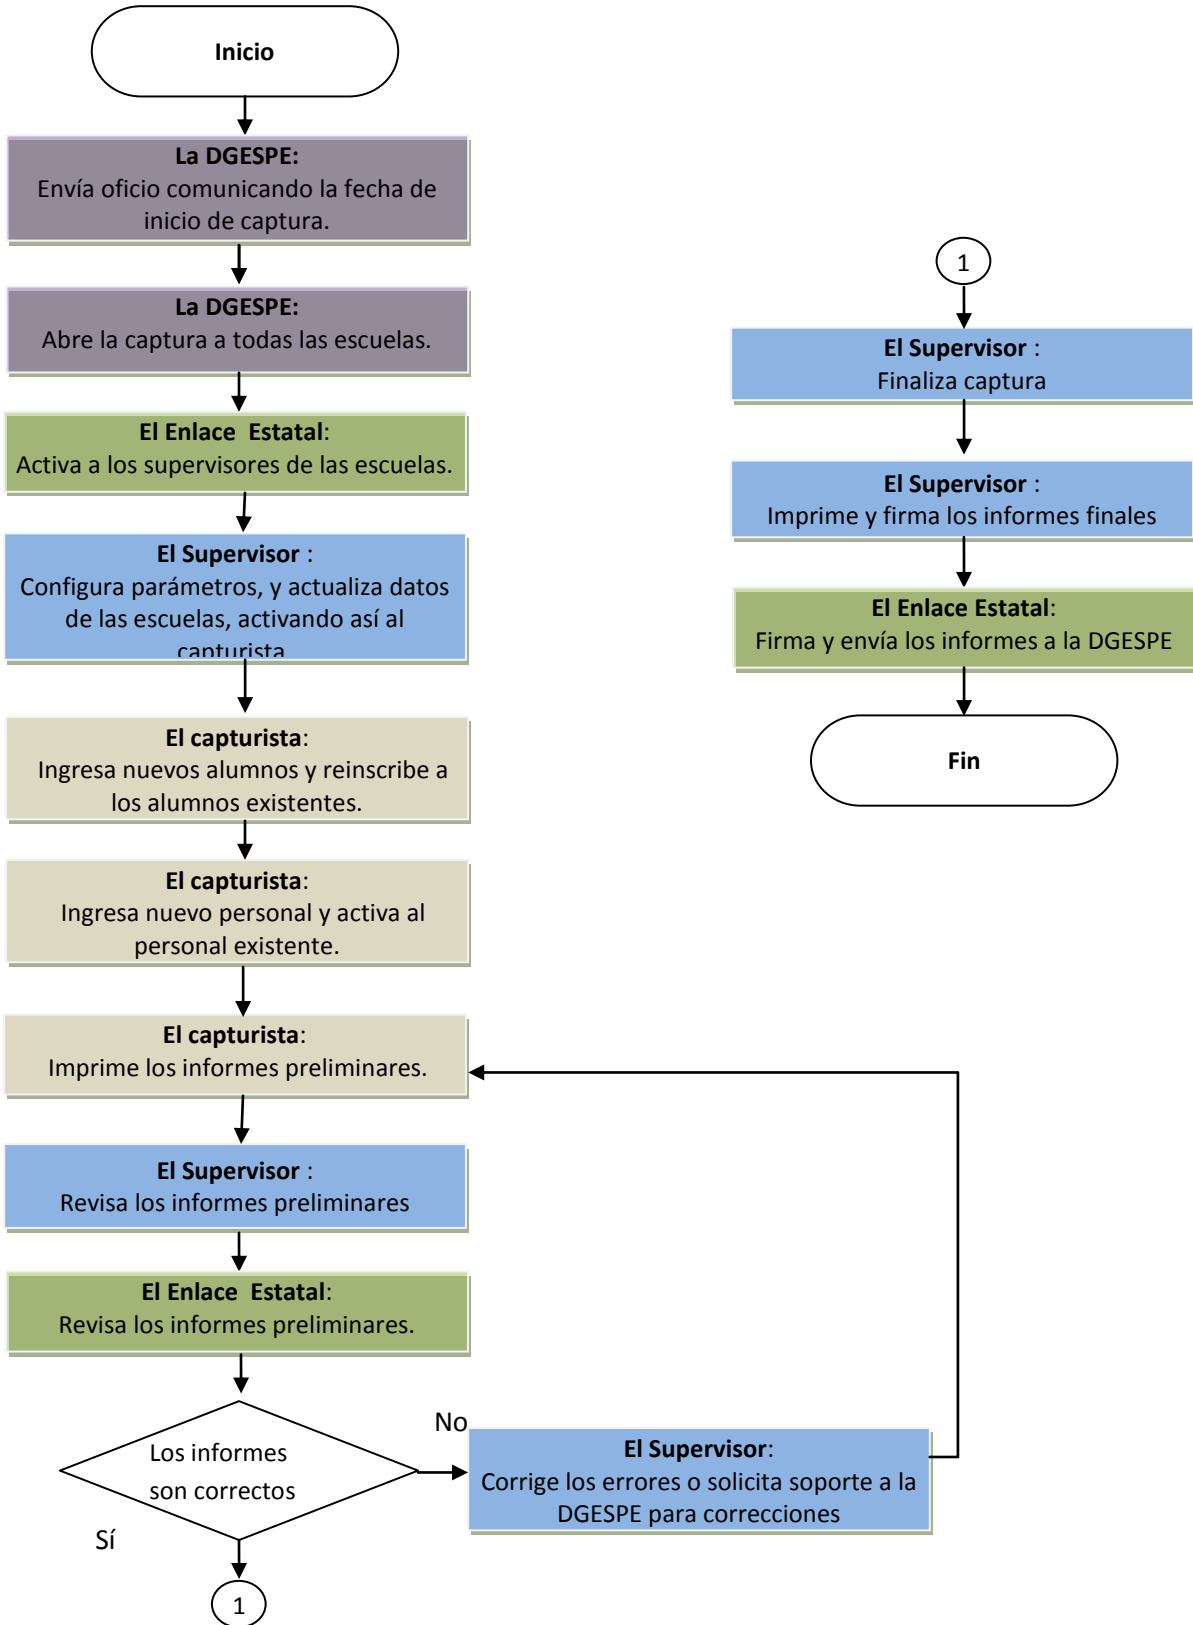 Inicio
La DGESPE:
Envía oficio comunicando la fecha de
inicio de captura.
La DGESPE:
Abre la captura a todas las escuelas.
El Enlace Estatal:
Activa a los supervisores de las escuelas.
El Supervisor :
Configura parámetros, y actualiza datos
de las escuelas, activando así al
capturista
El capturista:
Ingresa nuevos alumnos y reinscribe a
los alumnos existentes.
El capturista:
Ingresa nuevo personal y activa al
personal existente.
El capturista:
Imprime los informes preliminares.
El Supervisor :
Revisa los informes preliminares
El Enlace Estatal:
Revisa los informes preliminares.
Los informes
son correctos
No
El Supervisor:
Corrige los errores o solicita soporte a la
DGESPE para correcciones
Sí
1
1
El Supervisor :
Finaliza captura
El Supervisor :
Imprime y firma los informes finales
El Enlace Estatal:
Firma y envía los informes a la DGESPE
Fin